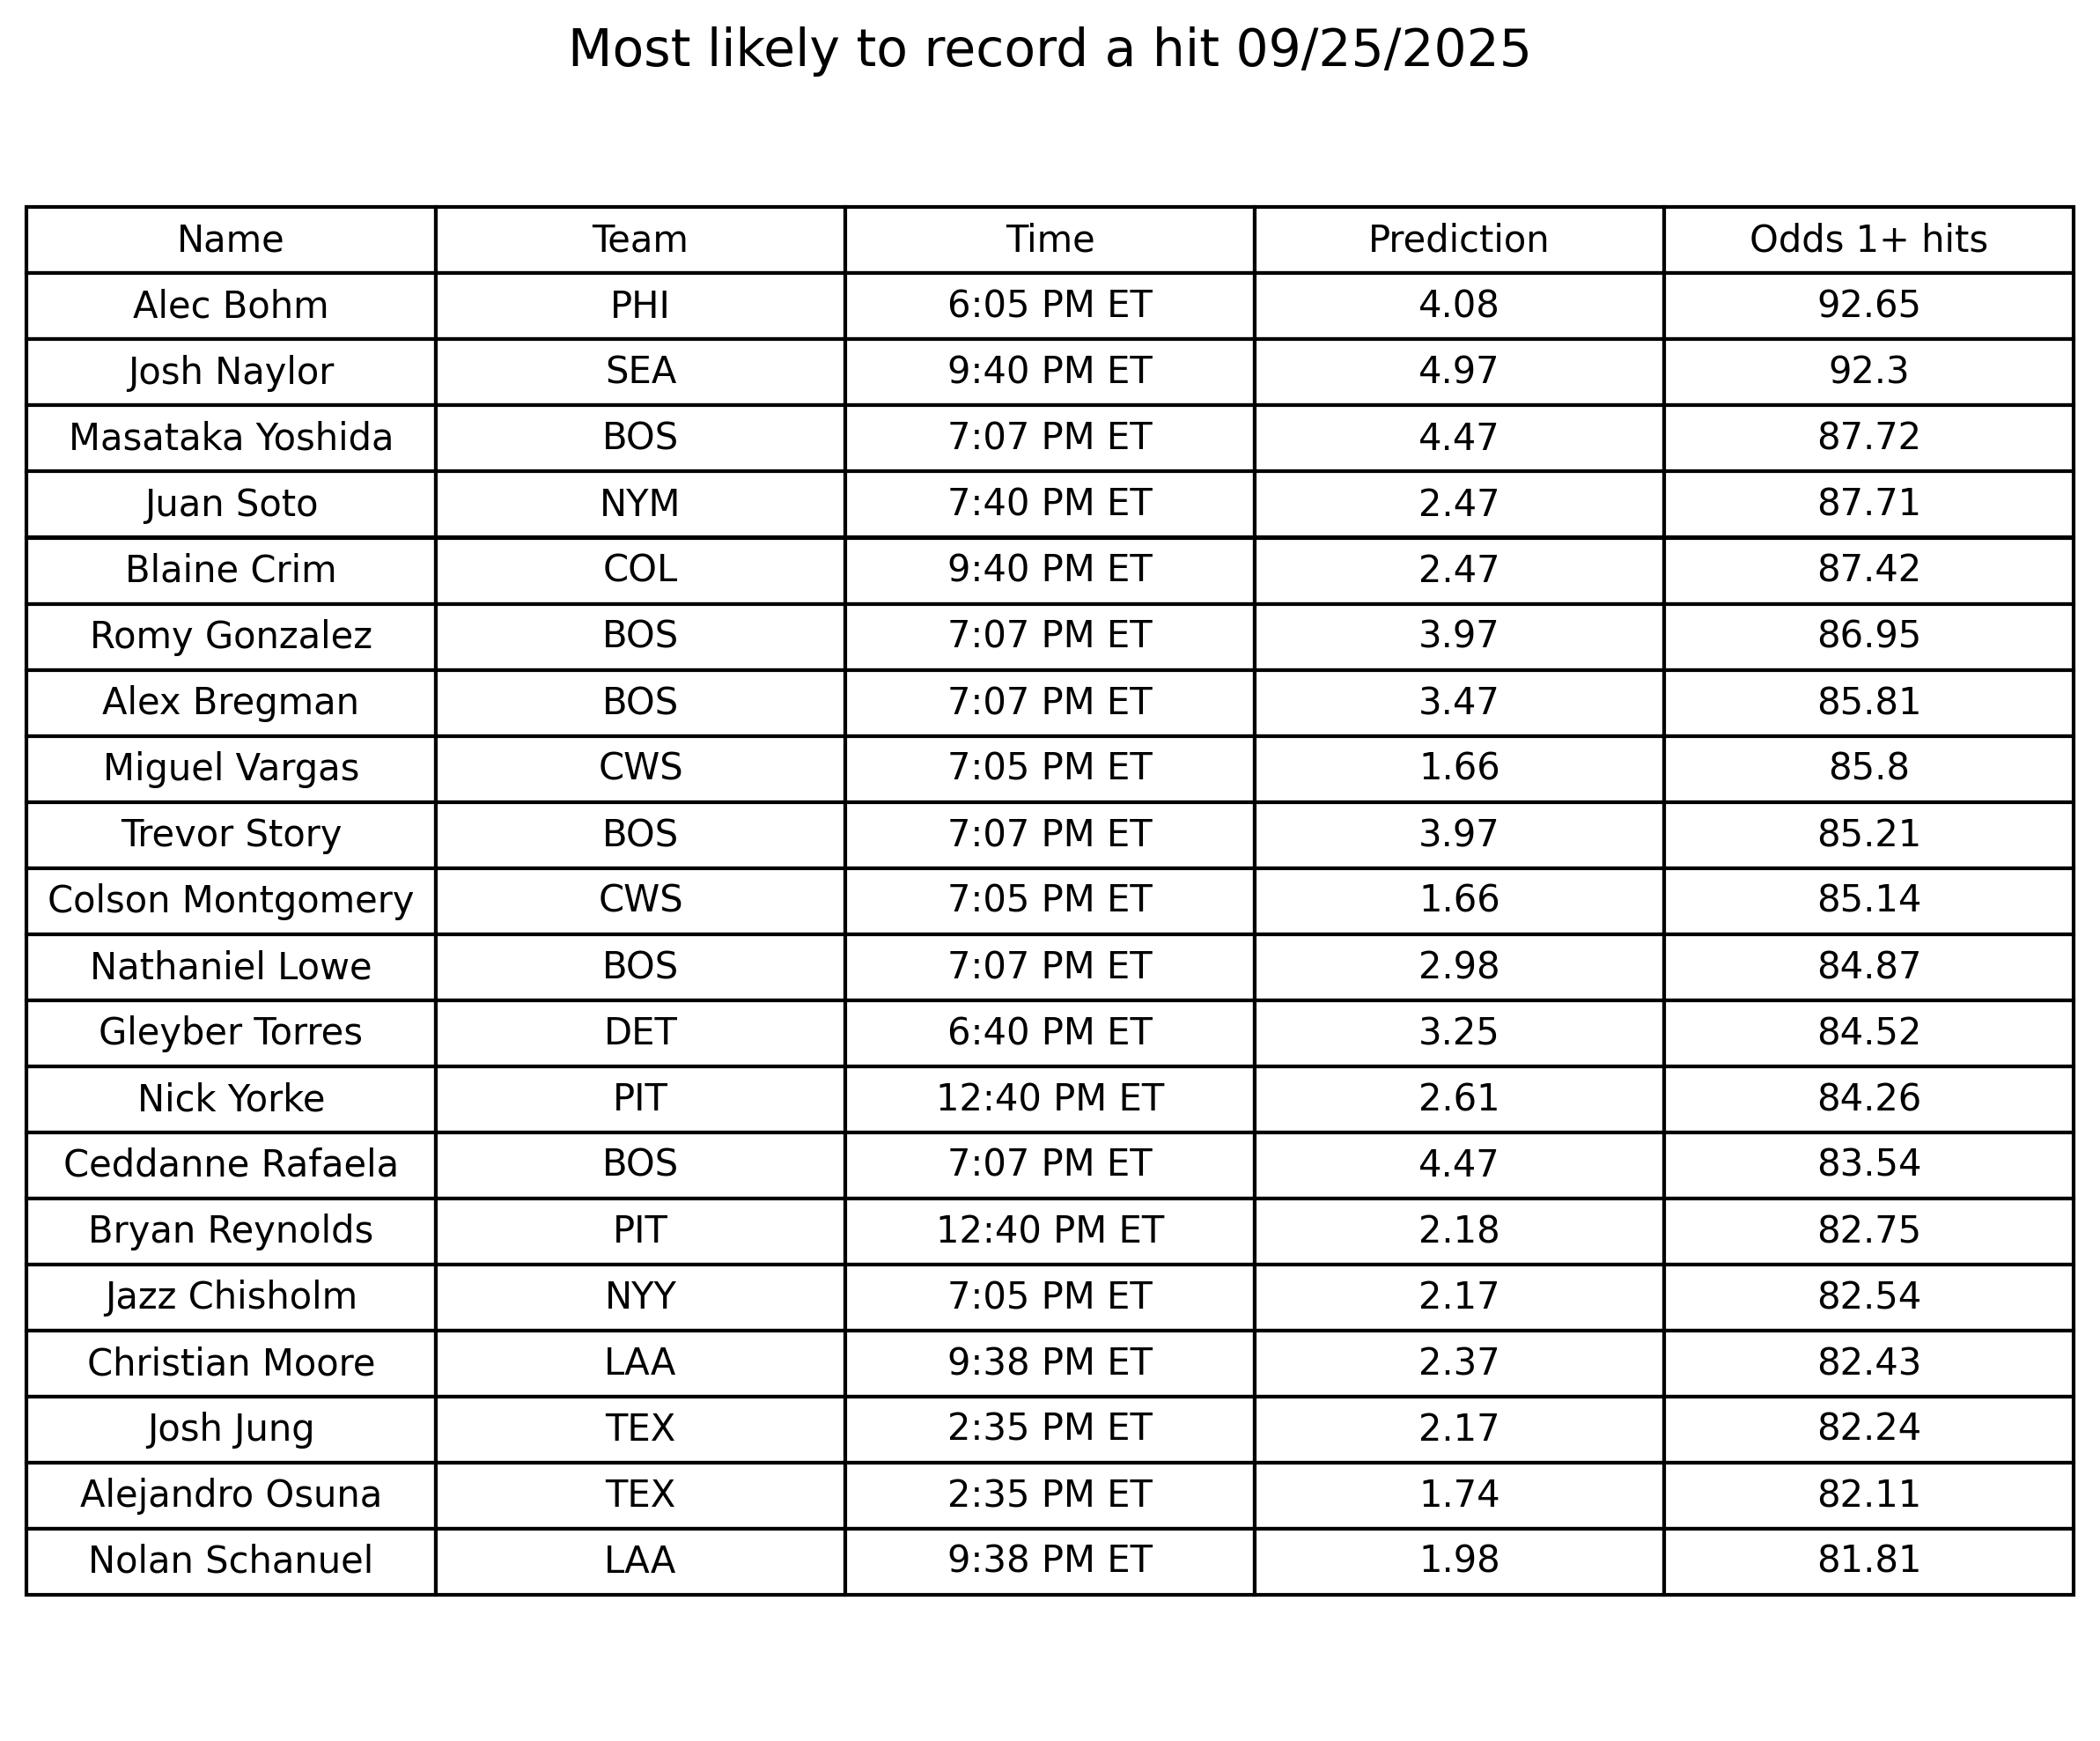 Most likely to record a hit 09/25/2025
Name Team Time Prediction Odds 1+ hits
Alec Bohm PHI 6:05 PM ET 4.08 92.65
Josh Naylor SEA 9:40 PM ET 4.97 92.3
Masataka Yoshida BOS 7:07 PM ET 4.47 87.72
Juan Soto NYM 7:40 PM ET 2.47 87.71
Blaine Crim COL 9:40 PM ET 2.47 87.42
Romy Gonzalez BOS 7:07 PM ET 3.97 86.95
Alex Bregman BOS 7:07 PM ET 3.47 85.81
Miguel Vargas CWS 7:05 PM ET 1.66 85.8
Trevor Story BOS 7:07 PM ET 3.97 85.21
Colson Montgomery CWS 7:05 PM ET 1.66 85.14
Nathaniel Lowe BOS 7:07 PM ET 2.98 84.87
Gleyber Torres DET 6:40 PM ET 3.25 84.52
Nick Yorke PIT 12:40 PM ET 2.61 84.26
Ceddanne Rafaela BOS 7:07 PM ET 4.47 83.54
Bryan Reynolds PIT 12:40 PM ET 2.18 82.75
Jazz Chisholm NYY 7:05 PM ET 2.17 82.54
Christian Moore LAA 9:38 PM ET 2.37 82.43
Josh Jung TEX 2:35 PM ET 2.17 82.24
Alejandro Osuna TEX 2:35 PM ET 1.74 82.11
Nolan Schanuel LAA 9:38 PM ET 1.98 81.81